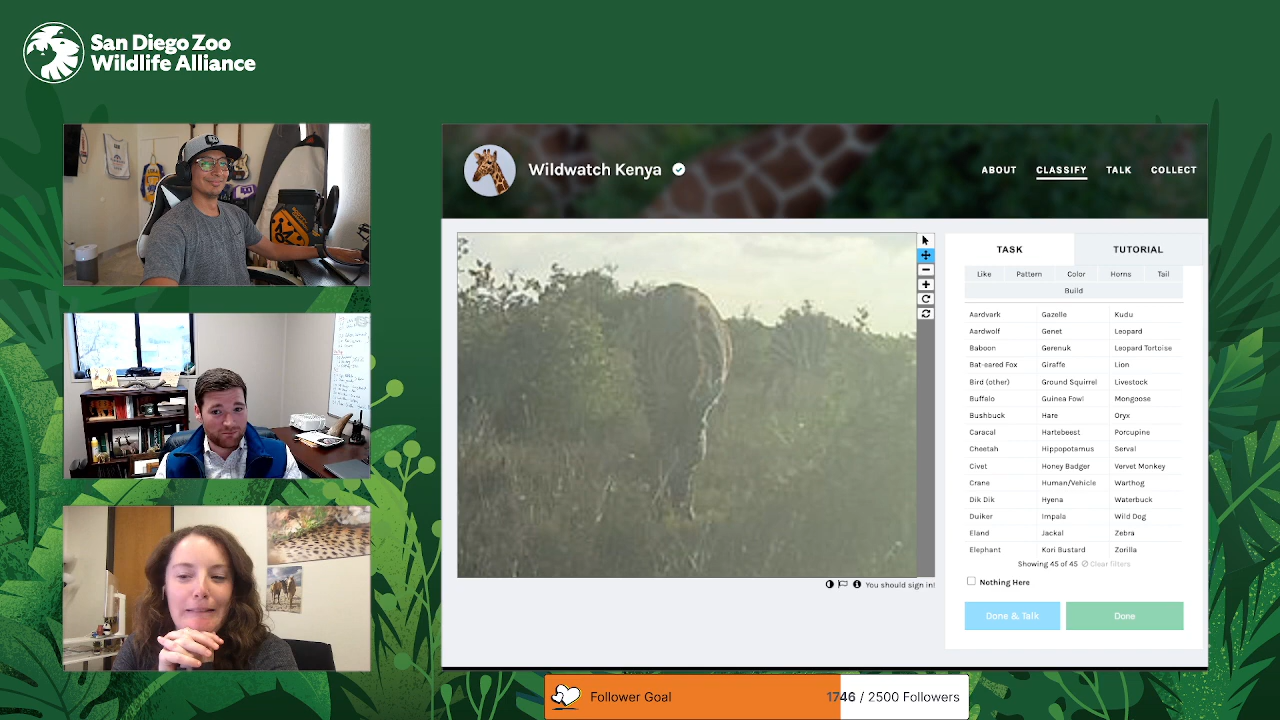 San Diego Zoo
Wildlife Alliance
Wildwatch Kenya
ABOUT CLASSIFY TALK COLLECT
TASK TUTORIAL
Like Pattern Color Horns Tail
Build
Aardvark Gazelle Kudu
Aardwolf Genet Leopard
Baboon Gerenuk Leopard Tortoise
Bat-eared Fox Giraffe Lion
Bird (other) Ground Squirrel Livestock
Buffalo Guinea Fowl Mongoose
Bushbuck Hare Oryx
Caracal Hartebeest Porcupine
Cheetah Hippopotamus Serval
Civet Honey Badger Vervet Monkey
Crane Human/Vehicle Warthog
Dik Dik Hyena Waterbuck
Duiker Impala Wild Dog
Eland Jackal Zebra
Elephant Kori Bustard Zorilla
Showing 45 of 45 Clear filters
Nothing Here
You should sign in!
Done & Talk Done
Follower Goal 1746 / 2500 Followers